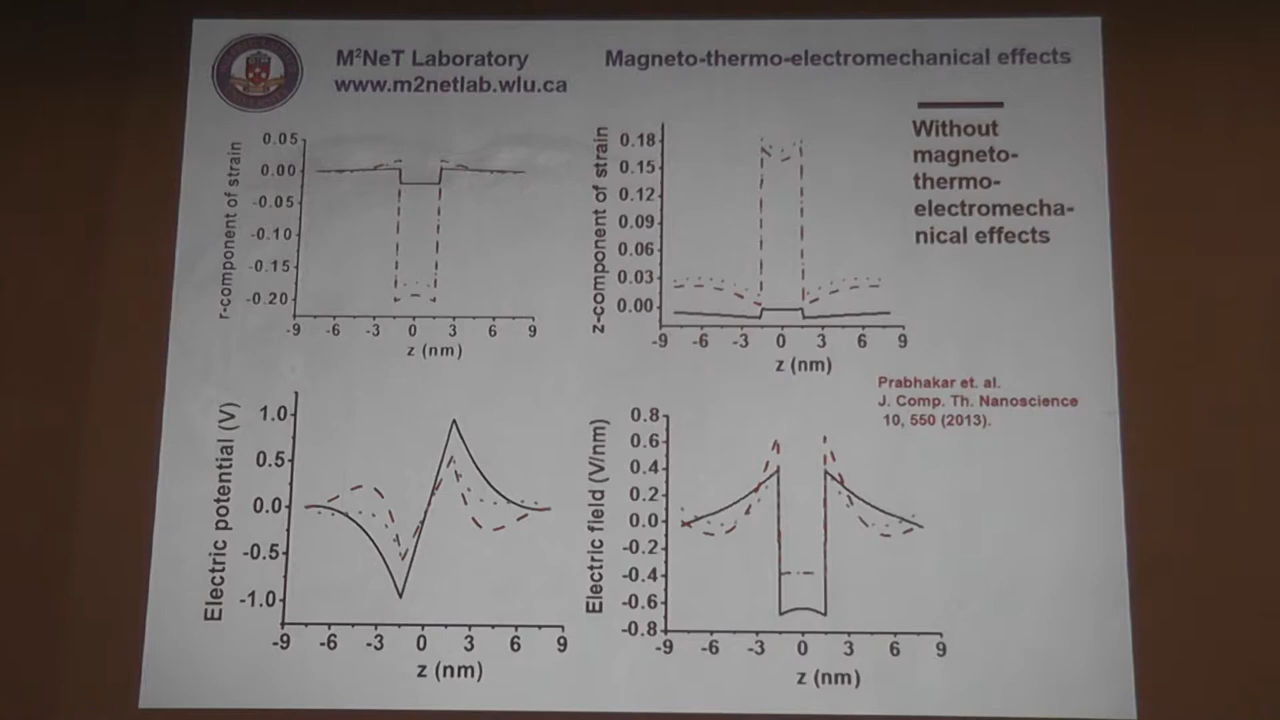 M²NeT Laboratory
www.m2netlab.wlu.ca
Magneto-thermo-electromechanical effects
Without
magneto-
thermo-
electromecha-
nical effects
r-component of strain
0.05
0.00
-0.05
-0.10
-0.15
-0.20
-9 -6 -3 0 3 6 9
z (nm)
z-component of strain
0.18
0.15
0.12
0.09
0.06
0.03
0.00
-9 -6 -3 0 3 6 9
z (nm)
Prabhakar et. al.
J. Comp. Th. Nanoscience
10, 550 (2013).
Electric potential (V)
1.0
0.5
0.0
-0.5
-1.0
-9 -6 -3 0 3 6 9
z (nm)
Electric field (V/nm)
0.8
0.6
0.4
0.2
0.0
-0.2
-0.4
-0.6
-0.8
-9 -6 -3 0 3 6 9
z (nm)